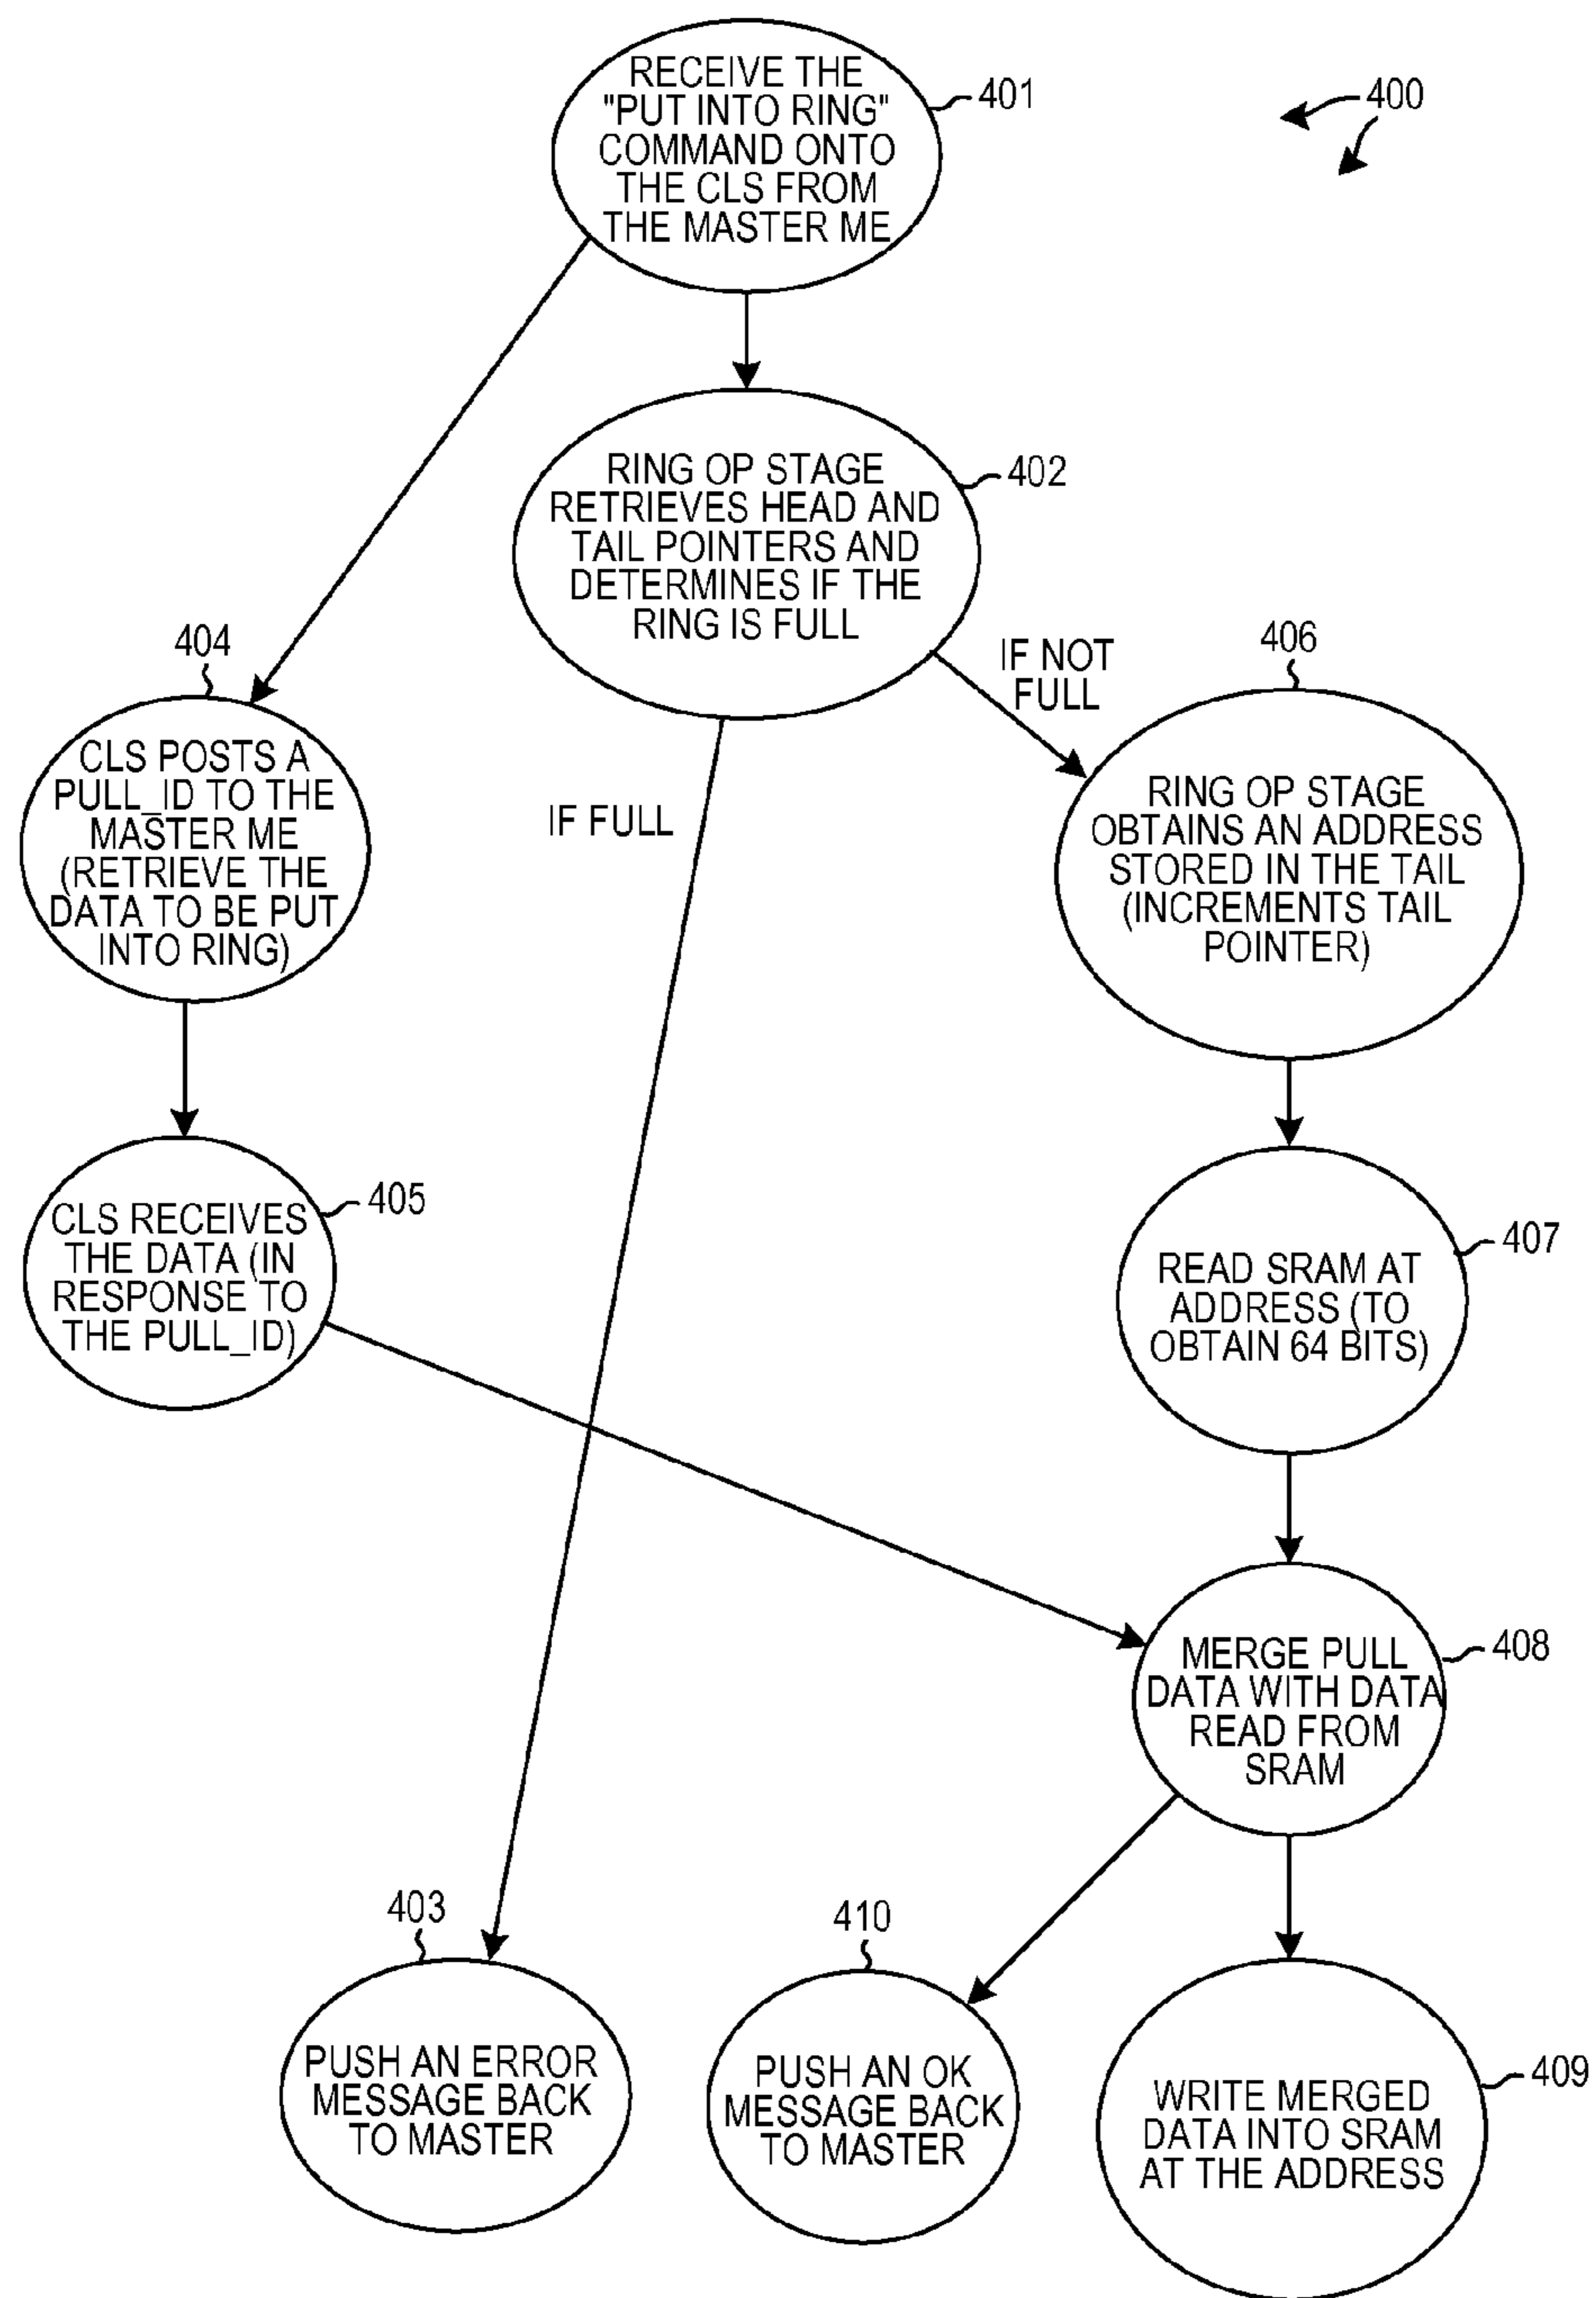 RECEIVE THE
"PUT INTO RING"
COMMAND ONTO
THE CLS FROM
THE MASTER ME
401
400
RING OP STAGE
RETRIEVES HEAD AND
TAIL POINTERS AND
DETERMINES IF THE
RING IS FULL
402
IF NOT
FULL
IF FULL
404
CLS POSTS A
PULL_ID TO THE
MASTER ME
(RETRIEVE THE
DATA TO BE PUT
INTO RING)
406
RING OP STAGE
OBTAINS AN ADDRESS
STORED IN THE TAIL
(INCREMENTS TAIL
POINTER)
CLS RECEIVES
THE DATA (IN
RESPONSE TO
THE PULL_ID)
405
READ SRAM AT
ADDRESS (TO
OBTAIN 64 BITS)
407
MERGE PULL
DATA WITH DATA
READ FROM
SRAM
408
403
PUSH AN ERROR
MESSAGE BACK
TO MASTER
410
PUSH AN OK
MESSAGE BACK
TO MASTER
WRITE MERGED
DATA INTO SRAM
AT THE ADDRESS
409